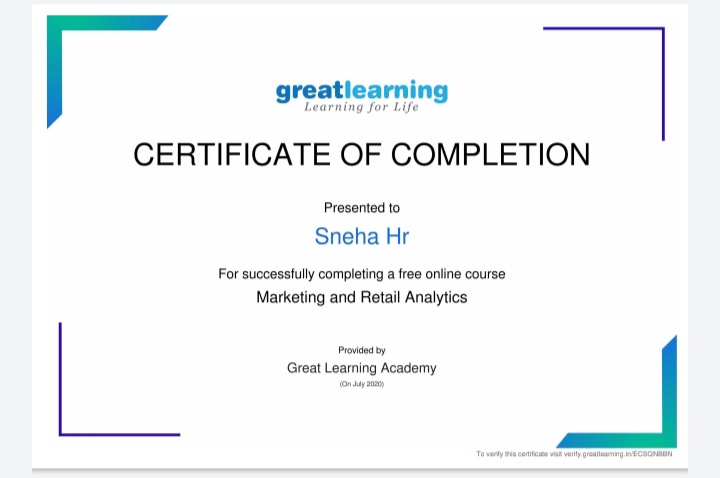 greatlearning
Learning for Life
CERTIFICATE OF COMPLETION
Presented to
Sneha Hr
For successfully completing a free online course
Marketing and Retail Analytics
Provided by
Great Learning Academy
(On July 2020)
To verify this certificate visit verify.greatlearning.in/ECSQNBBN